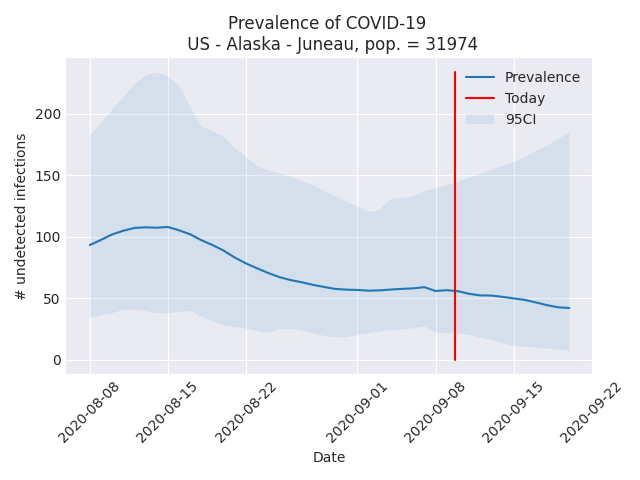 Prevalence of COVID-19
US - Alaska - Juneau, pop. = 31974
Prevalence
Today
95CI
# undetected infections
200
150
100
50
0
2020-08-08
2020-08-15
2020-08-22
2020-09-01
2020-09-08
2020-09-15
2020-09-22
Date